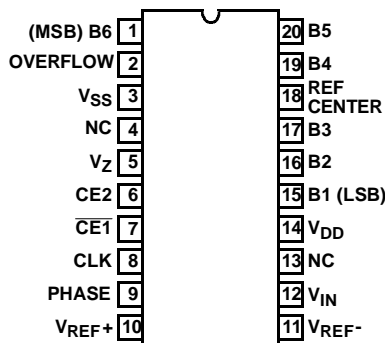 (MSB) B6 1 20 B5
OVERFLOW 2 19 B4
VSS 3 18 REF CENTER
NC 4 17 B3
VZ 5 16 B2
CE2 6 15 B1 (LSB)
CE1 7 14 VDD
CLK 8 13 NC
PHASE 9 12 VIN
VREF+ 10 11 VREF-